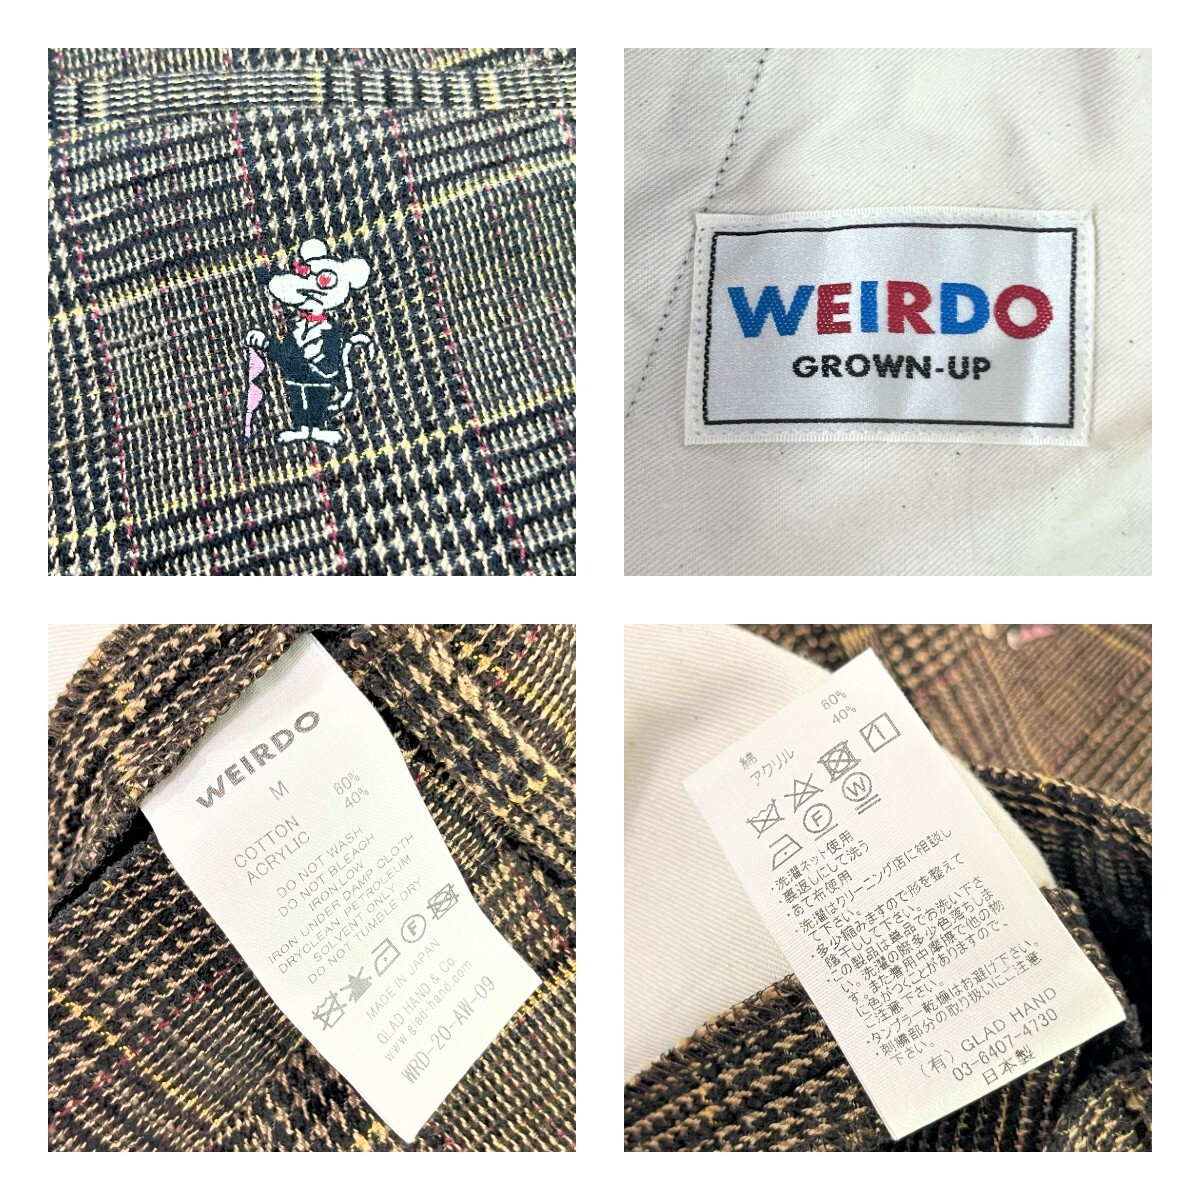 WEIRDO
GROWN-UP
WEIRDO
M
COTTON 60%
ACRYLIC 40%
DO NOT WASH
DO NOT BLEACH
IRON LOW
IRON UNDER DAMP CLOTH
DRYCLEAN, PETROLEUM
SOLVENT ONLY DRY
DO NOT TUMBLE DRY
F
MADE IN JAPAN
GLAD HAND & Co.
www.glad-hand.com
WRD-20-AW-09
綿 60%
アクリル 40%
1
F W
・洗濯ネット使用
・裏返しにして洗う
・あて布使用
・洗濯はクリーニング店に相談し
て下さい。
・多少縮みますので形を整えて
陰干しして下さい。
・この製品は単品でお洗い下さ
い。洗濯の際多少色落ちしま
す。また着用中摩擦で他の物
に色がつくことがありますので、
ご注意下さい。
・タンブラー乾燥はお避け下さい。
・刺繍部分の取り扱いにご注意
下さい。
(有) GLAD HAND
03-6407-4730
日本製